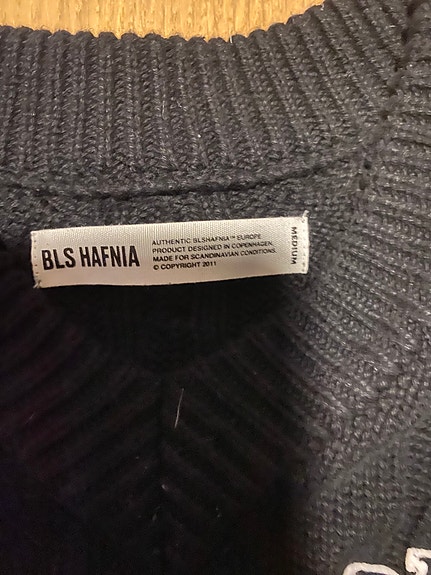 BLS HAFNIA
AUTHENTIC BLSHAFNIA™ EUROPE
PRODUCT DESIGNED IN COPENHAGEN.
MADE FOR SCANDINAVIAN CONDITIONS.
© COPYRIGHT 2011
MEDIUM